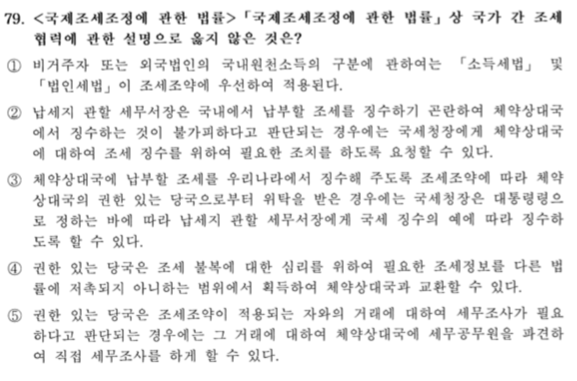 79. <국제조세조정에 관한 법률>「국제조세조정에 관한 법률」상 국가 간 조세
협력에 관한 설명으로 옳지 않은 것은?
① 비거주자 또는 외국법인의 국내원천소득의 구분에 관하여는 「소득세법」 및
「법인세법」이 조세조약에 우선하여 적용된다.
② 납세지 관할 세무서장은 국내에서 납부할 조세를 징수하기 곤란하여 체약상대국
에서 징수하는 것이 불가피하다고 판단되는 경우에는 국세청장에게 체약상대국
에 대하여 조세 징수를 위하여 필요한 조치를 하도록 요청할 수 있다.
③ 체약상대국에 납부할 조세를 우리나라에서 징수해 주도록 조세조약에 따라 체약
상대국의 권한 있는 당국으로부터 위탁을 받은 경우에는 국세청장은 대통령령으
로 정하는 바에 따라 납세지 관할 세무서장에게 국세 징수의 예에 따라 징수하
도록 할 수 있다.
④ 권한 있는 당국은 조세 불복에 대한 심리를 위하여 필요한 조세정보를 다른 법
률에 저촉되지 아니하는 범위에서 획득하여 체약상대국과 교환할 수 있다.
⑤ 권한 있는 당국은 조세조약이 적용되는 자와의 거래에 대하여 세무조사가 필요
하다고 판단되는 경우에는 그 거래에 대하여 체약상대국에 세무공무원을 파견하
여 직접 세무조사를 하게 할 수 있다.